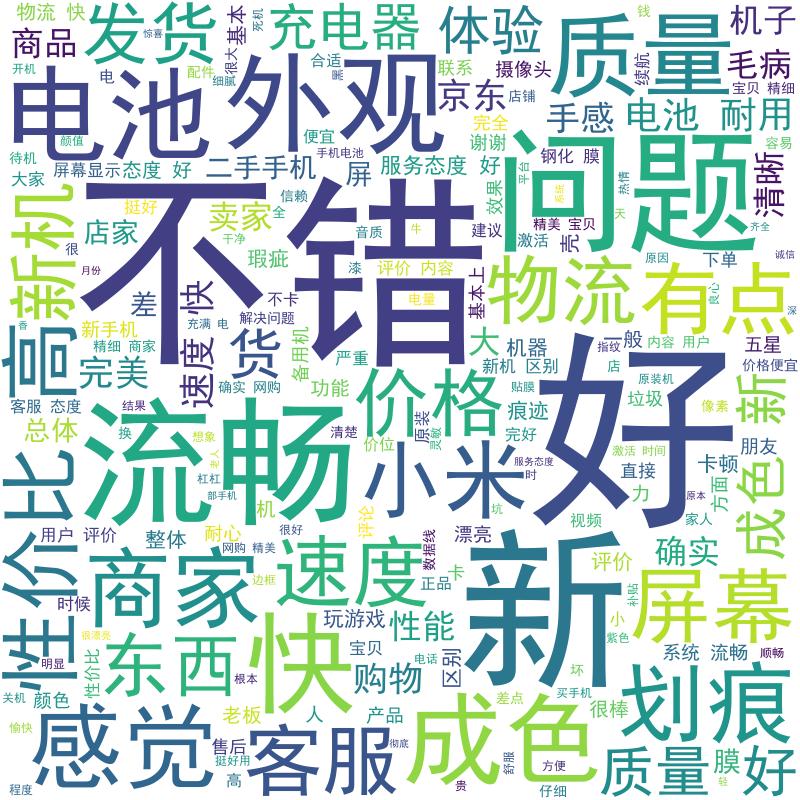 物流 快
发货
惊喜
死机
基本
充电器
体验
质量
钱
机子
商品
很大
合适
黑
联系
摄像头
续航
毛病
开机
电
配件
细腻
电池
外观
京东
店铺
宝贝 精细
颜值
便宜
完全
手感
电池 耐用
待机
手机电池
谢谢
大家
屏幕显示
态度 好
二手手机
屏
服务态度 好
效果
平台
钢化 膜
热情
问题
清晰
容易
新机
不错
挺好
卖家
全
信赖
店家
干净
音质
牛
建议
精美 宝贝
激活
亮
天
系统
齐全
很
月份
瑕疵
漆
评价 内容
基本上
原因
下单
诚信
差
速度 快
不卡
电量
物流
良心
有点
深
香
新手机
充满 电
解决问题
高
精细 商家
货
备用机
严重
大
机器
一般
指纹
内容 用户
五星
完美
确实 网购
功能
价格
新机 区别
店
原装机
价格便宜
客服 态度
结果
贴膜
痕迹
垃圾
像素
新
总体
换
流畅
想象
老人
清楚
价位
原装
灵敏
完好
好
性价比
杠杠
部手机
小米
服务态度
时
激活 时间
直接
卡顿
朋友
方面
成色
机
坑
力
原本
家人
用户 评价
整体
耐心
很好
网购 精美
评论
漂亮
数据线
视频
商家
边框
速度
正品
卡
新
评价
确实
时候
补贴
屏幕
很漂亮
玩游戏
性能
小
紫色
明显
东西
快
宝贝
电话
区别
系统 流畅
顺畅
性价比
根本
购物
坏
关机
颜色
差点
买手机
划痕
感觉
老板
人
产品
成色
很棒
愉快
售后
客服
彻底
挺好用
舒服
方便
质量
膜
好
程度
高
贵
仔细
轻